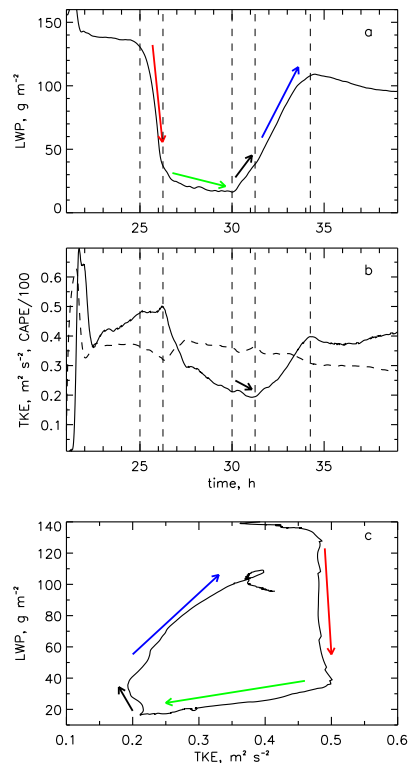 a
160
150
100
50
0
LWP, g m⁻²
25 30 35
b
0.6
0.5
0.4
0.3
0.2
0.1
TKE, m² s⁻², CAPE/100
25 30 35
time, h
c
140
120
100
80
60
40
20
LWP, g m⁻²
0.1 0.2 0.3 0.4 0.5 0.6
TKE, m² s⁻²